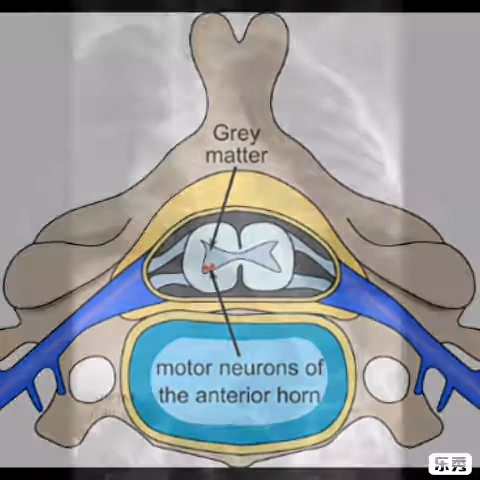 Grey
matter
motor neurons of
the anterior horn
乐秀